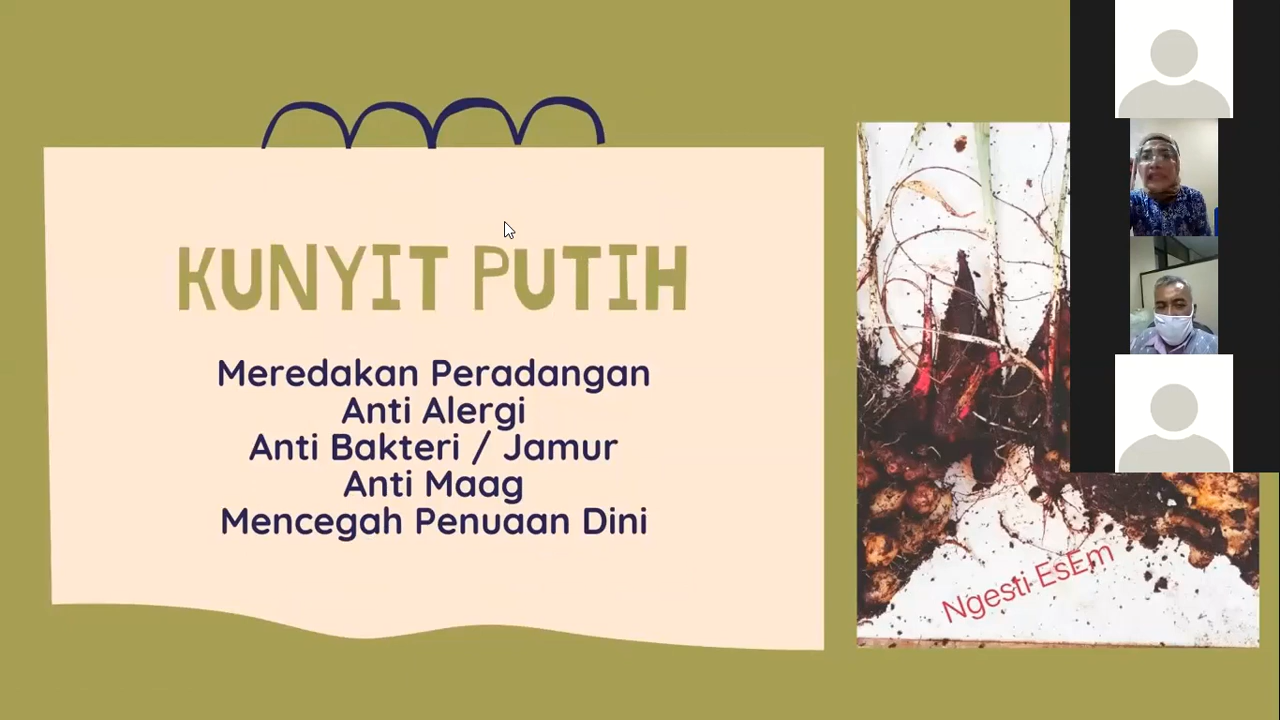 KUNYIT PUTIH
Meredakan Peradangan
Anti Alergi
Anti Bakteri / Jamur
Anti Maag
Mencegah Penuaan Dini
Ngesti EsEm